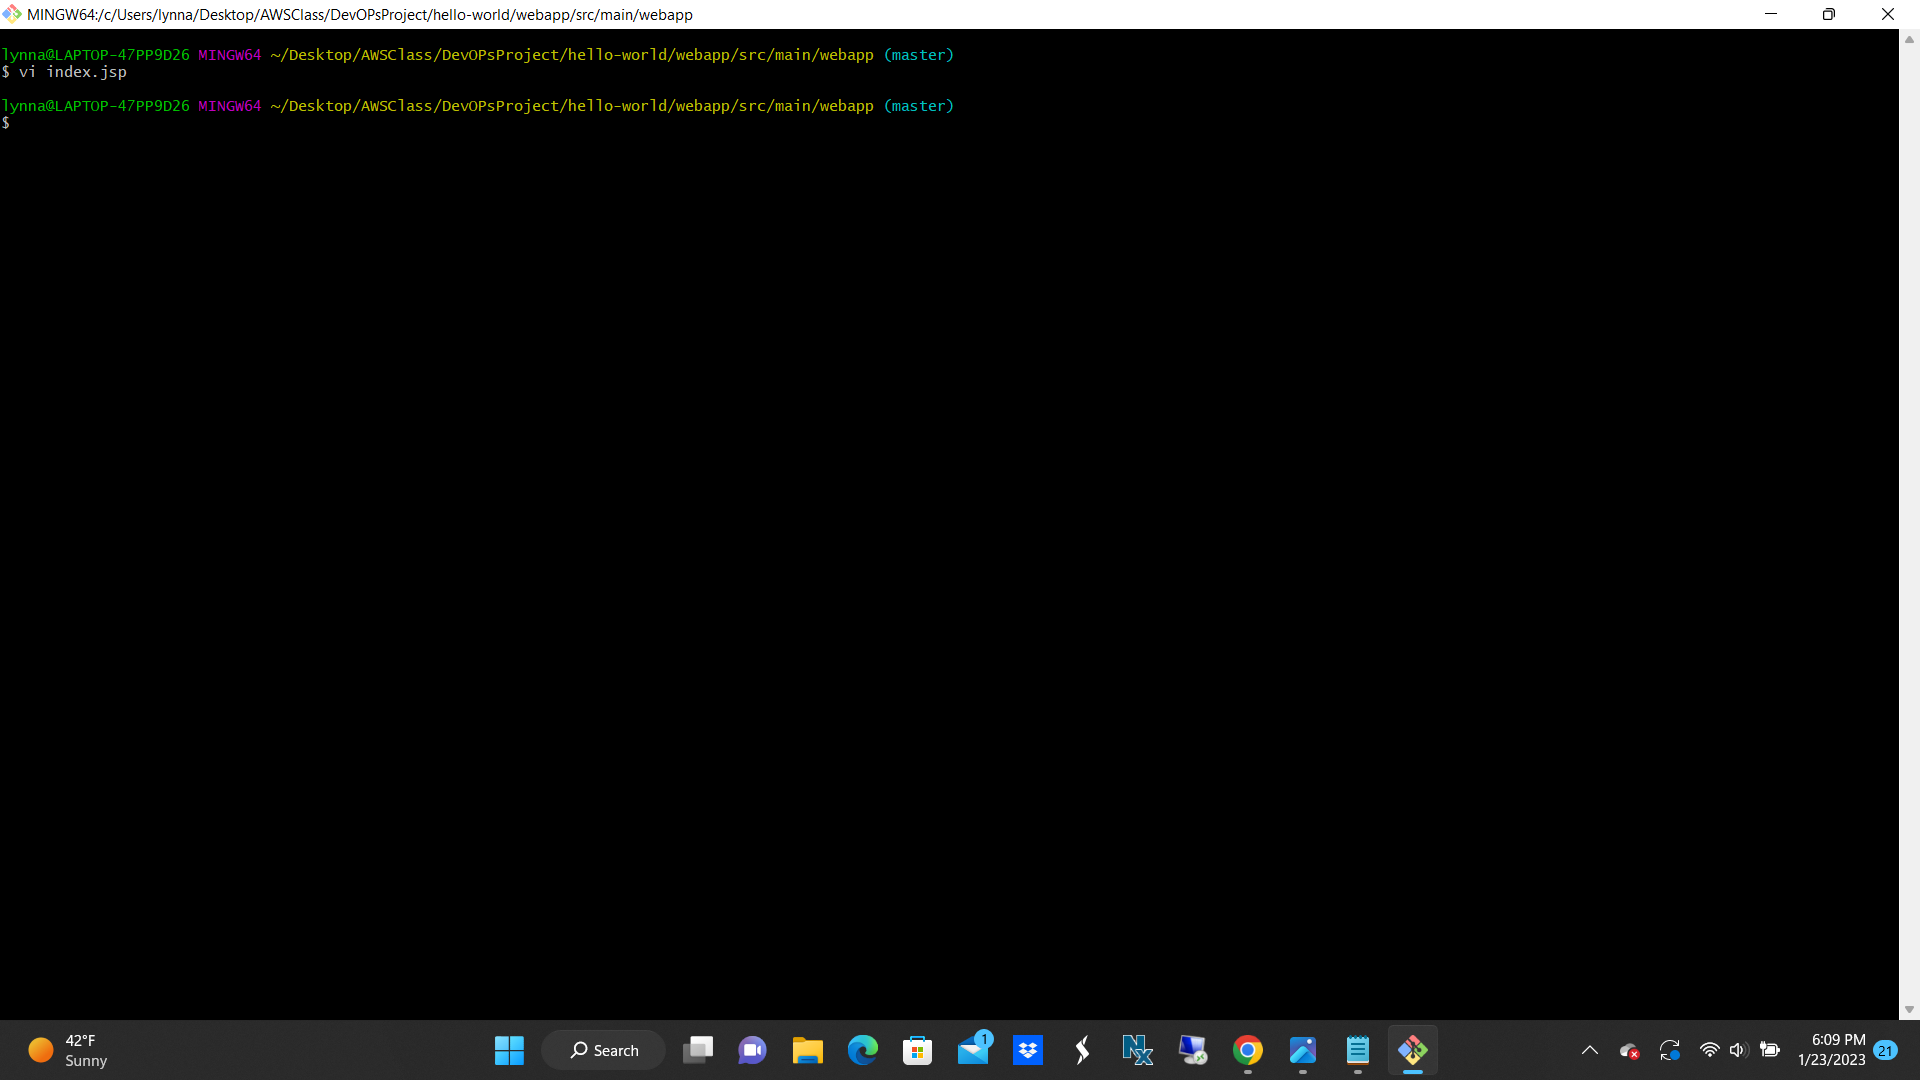 MINGW64:/c/Users/lynna/Desktop/AWSClass/DevOPsProject/hello-world/webapp/src/main/webapp
lynna@LAPTOP-47PP9D26 MINGW64 ~/Desktop/AWSClass/DevOPsProject/hello-world/webapp/src/main/webapp (master)
$ vi index.jsp
lynna@LAPTOP-47PP9D26 MINGW64 ~/Desktop/AWSClass/DevOPsProject/hello-world/webapp/src/main/webapp (master)
$
42°F
Sunny
Search
1
Nx
6:09 PM
1/23/2023
21